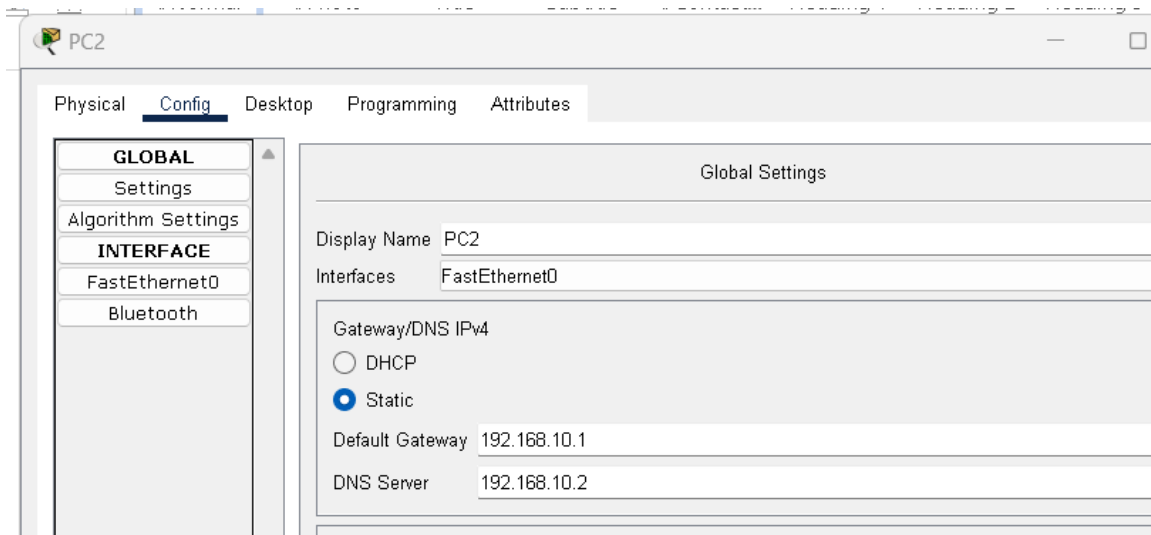 PC2
Physical Config Desktop Programming Attributes
GLOBAL
Settings
Algorithm Settings
INTERFACE
FastEthernet0
Bluetooth
Global Settings
Display Name PC2
Interfaces FastEthernet0
Gateway/DNS IPv4
DHCP
Static
Default Gateway 192.168.10.1
DNS Server 192.168.10.2